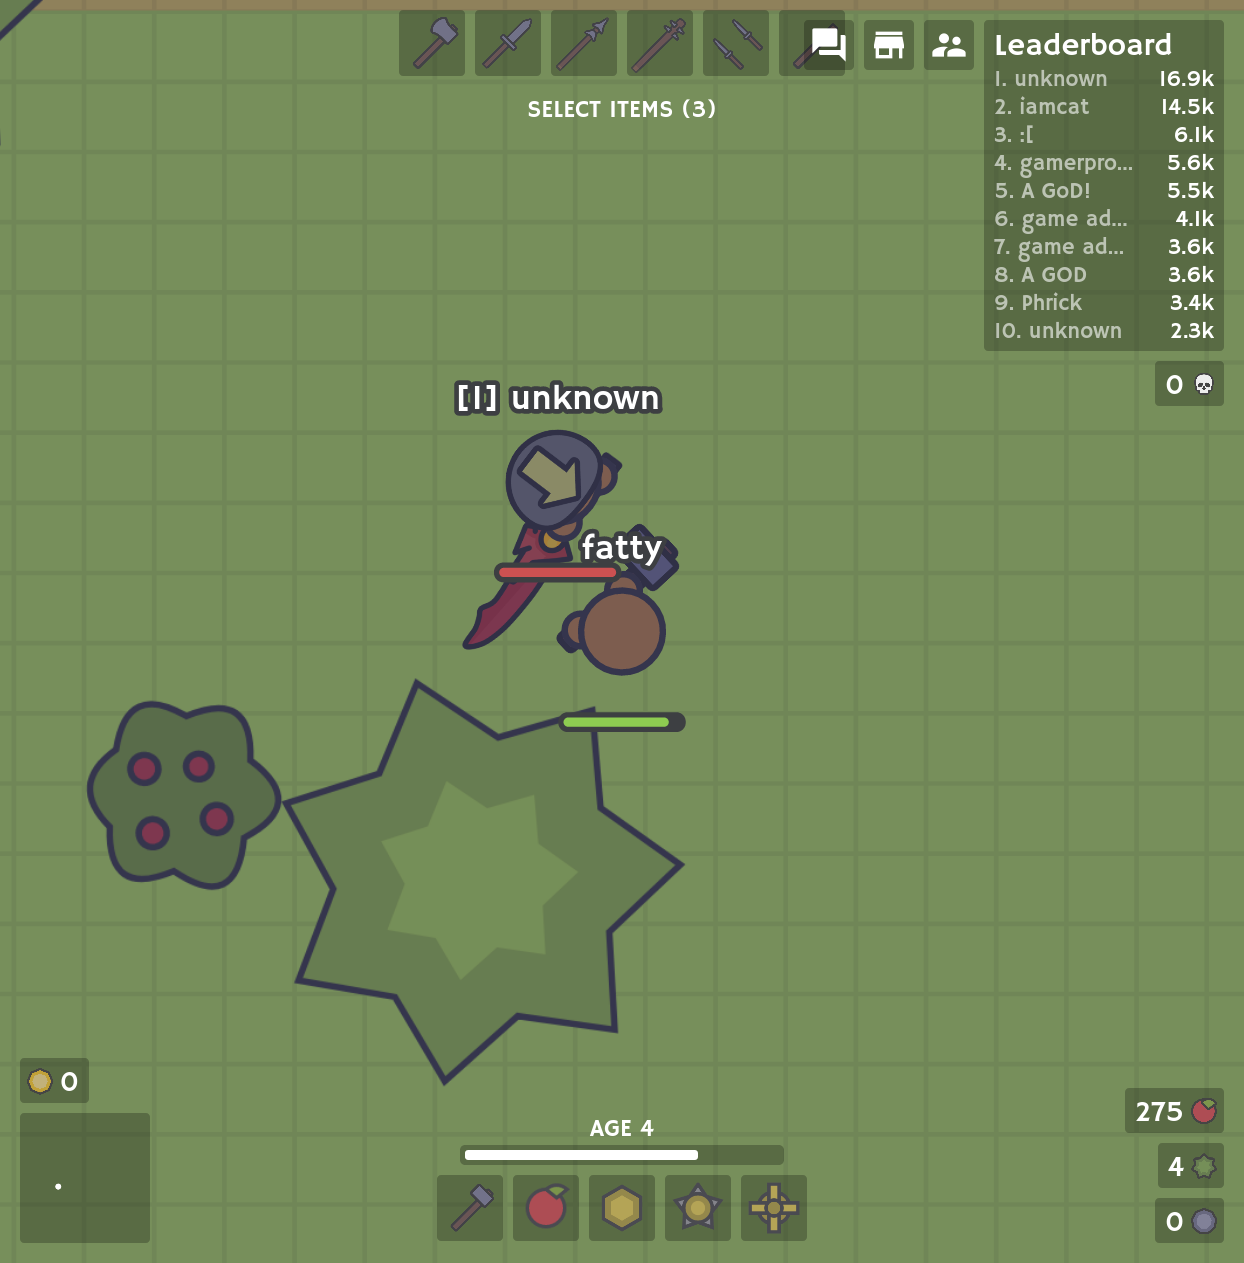 SELECT ITEMS (3)
Leaderboard
1. unknown 16.9k
2. iamcat 14.5k
3. :[ 6.1k
4. gamerpro... 5.6k
5. A GoD! 5.5k
6. game ad... 4.1k
7. game ad... 3.6k
8. A GOD 3.6k
9. Phrick 3.4k
10. unknown 2.3k
0
[I] unknown
fatty
0
AGE 4
275
4
0